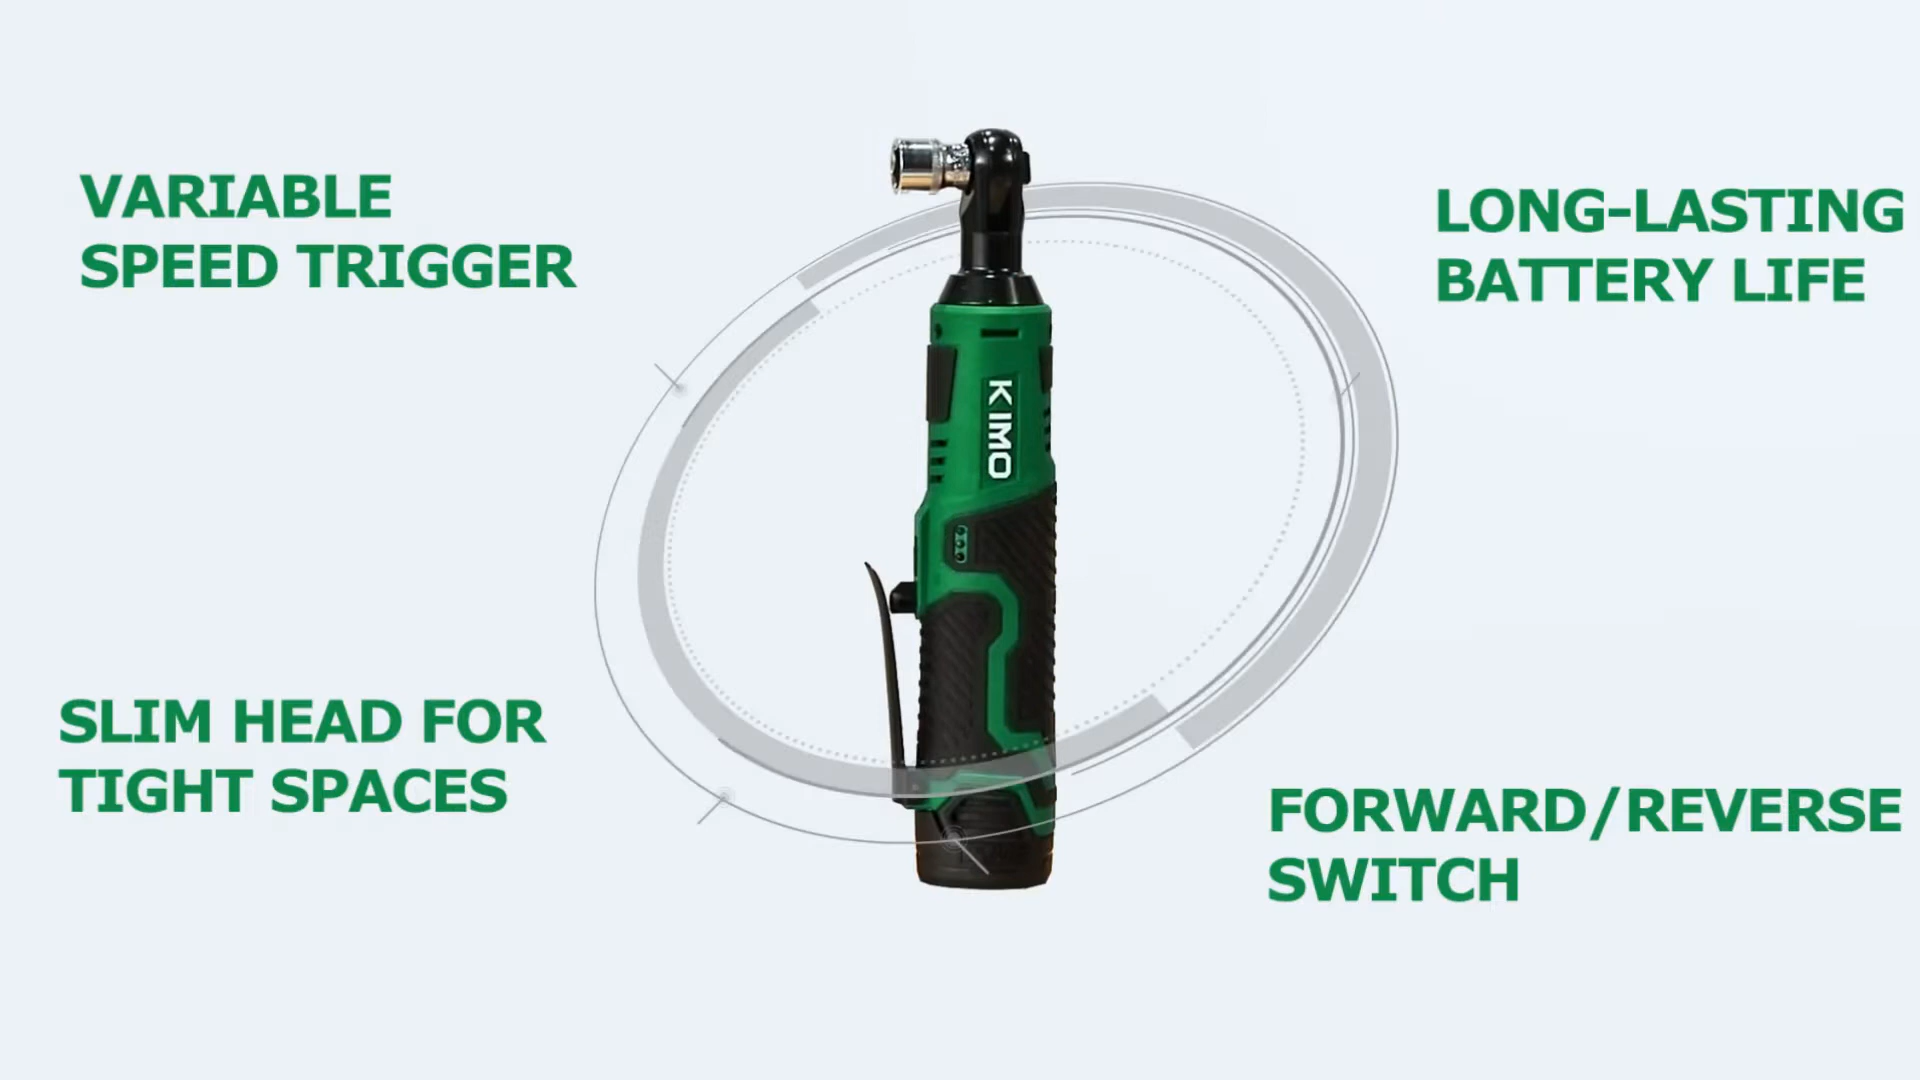 VARIABLE
SPEED TRIGGER
LONG-LASTING
BATTERY LIFE
KIMO
SLIM HEAD FOR
TIGHT SPACES
FORWARD/REVERSE
SWITCH